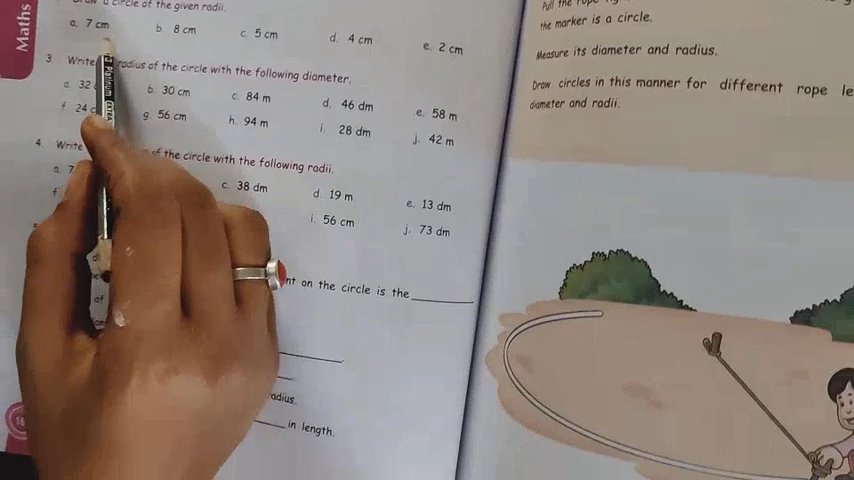 Maths
circle of the given radii.
a. 7 cm b. 8 cm c. 5 cm d. 4 cm e. 2 cm
3. Write radius of the circle with the following diameter.
a. 32 b. 30 cm c. 84 m d. 46 dm e. 58 m
f. 24 g. 56 cm h. 94 m i. 28 dm j. 42 m
4. Write of the circle with the following radii.
a. 7 c. 38 dm d. 19 m e. 13 dm
f. i. 56 cm j. 73 dm
on the circle is the
in length.
the marker is a circle.
Measure its diameter and radius.
Draw circles in this manner for different rope
diameter and radii.
Platinum